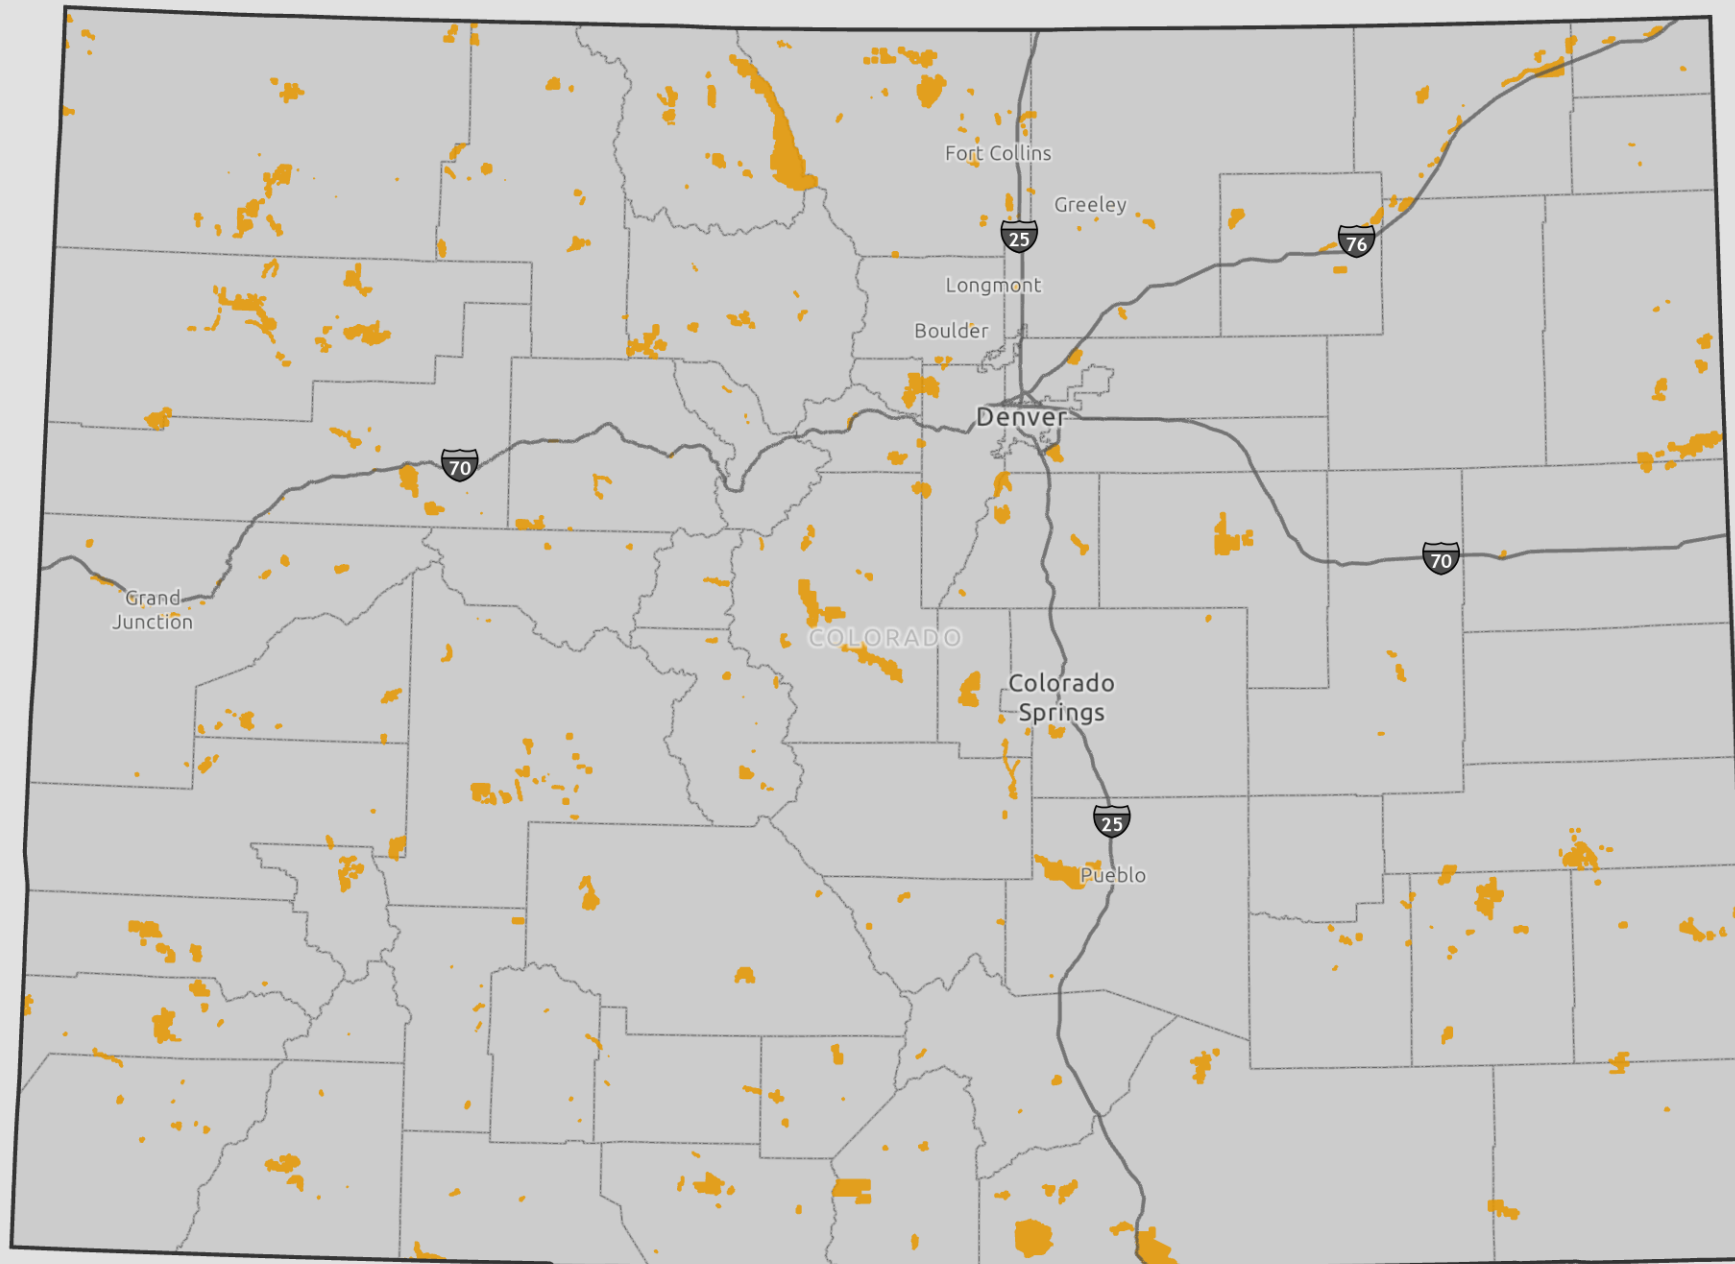 Fort Collins
Greeley
25
76
Longmont
Boulder
Denver
70
70
Grand
Junction
COLORADO
Colorado
Springs
25
Pueblo